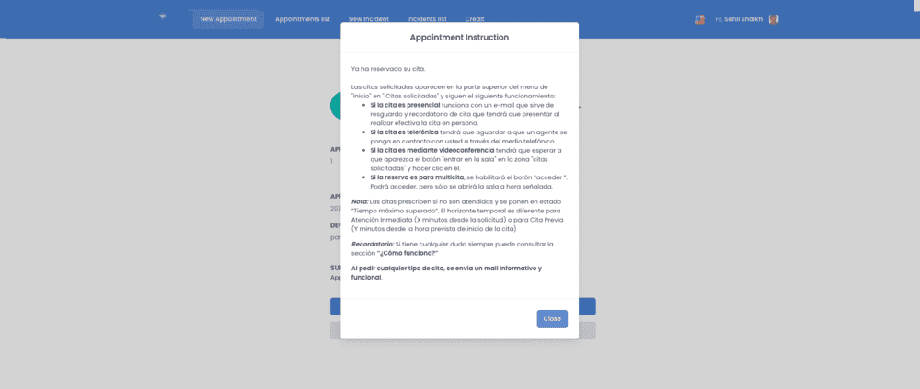 New Appointment Appointments list New Incident Incidents list Credit Hi, Sahil Shaikh
Appointment Instruction
Ya ha reservado su cita.
Las citas solicitadas aparecen en la parte superior del menú de
"Inicio" en "Citas solicitadas" y siguen el siguiente funcionamiento:
Si la cita es presencial funciona con un e-mail que sirve de
resguardo y recordatorio de cita que tendrá que presentar al
realizar efectiva la cita en persona.
Si la cita es telefónica tendrá que aguardar a que un agente se
ponga en contacto con usted a través del medio telefónico.
Si la cita es mediante videoconferencia tendrá que esperar a
que aparezca el botón "entrar en la sala" en la zona "citas
solicitadas" y hacer clic en él.
Si la reserva es para multicita, se habilitará el botón "acceder ".
Podrá acceder, pero sólo se abrirá la sala a hora señalada.
Nota: Las citas prescriben si no son atendidas y se ponen en estado
"Tiempo máximo superado". El horizonte temporal es diferente para
Atención Inmediata (X minutos desde la solicitud) o para Cita Previa
(Y minutos desde la hora prevista de inicio de la cita)
Recordatorio: Si tiene cualquier duda siempre puede consultar la
sección "¿Cómo funciona?"
Al pedir cualquier tipo de cita, se envía un mail informativo y
funcional.
Close